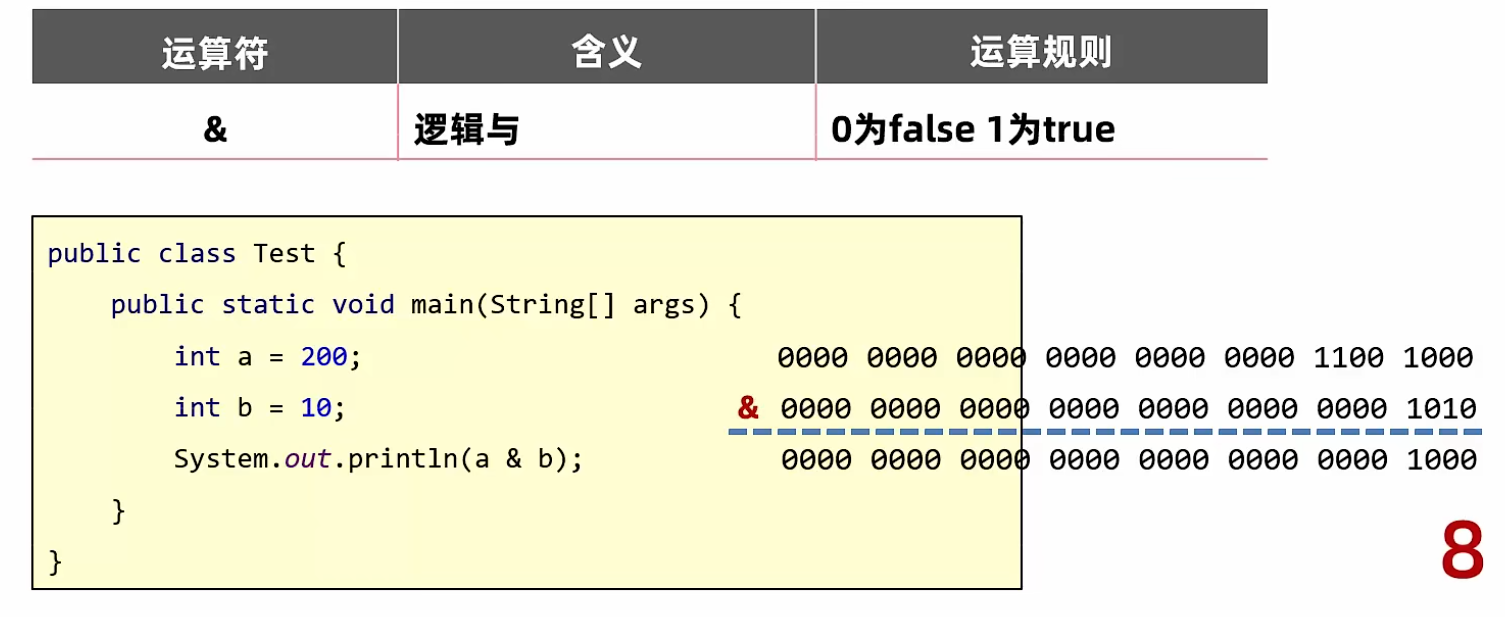 运算符 含义 运算规则
& 逻辑与 0为false 1为true
public class Test {
public static void main(String[] args) {
int a = 200; 0000 0000 0000 0000 0000 0000 1100 1000
int b = 10; & 0000 0000 0000 0000 0000 0000 0000 1010
System.out.println(a & b); 0000 0000 0000 0000 0000 0000 0000 1000
}
}
8